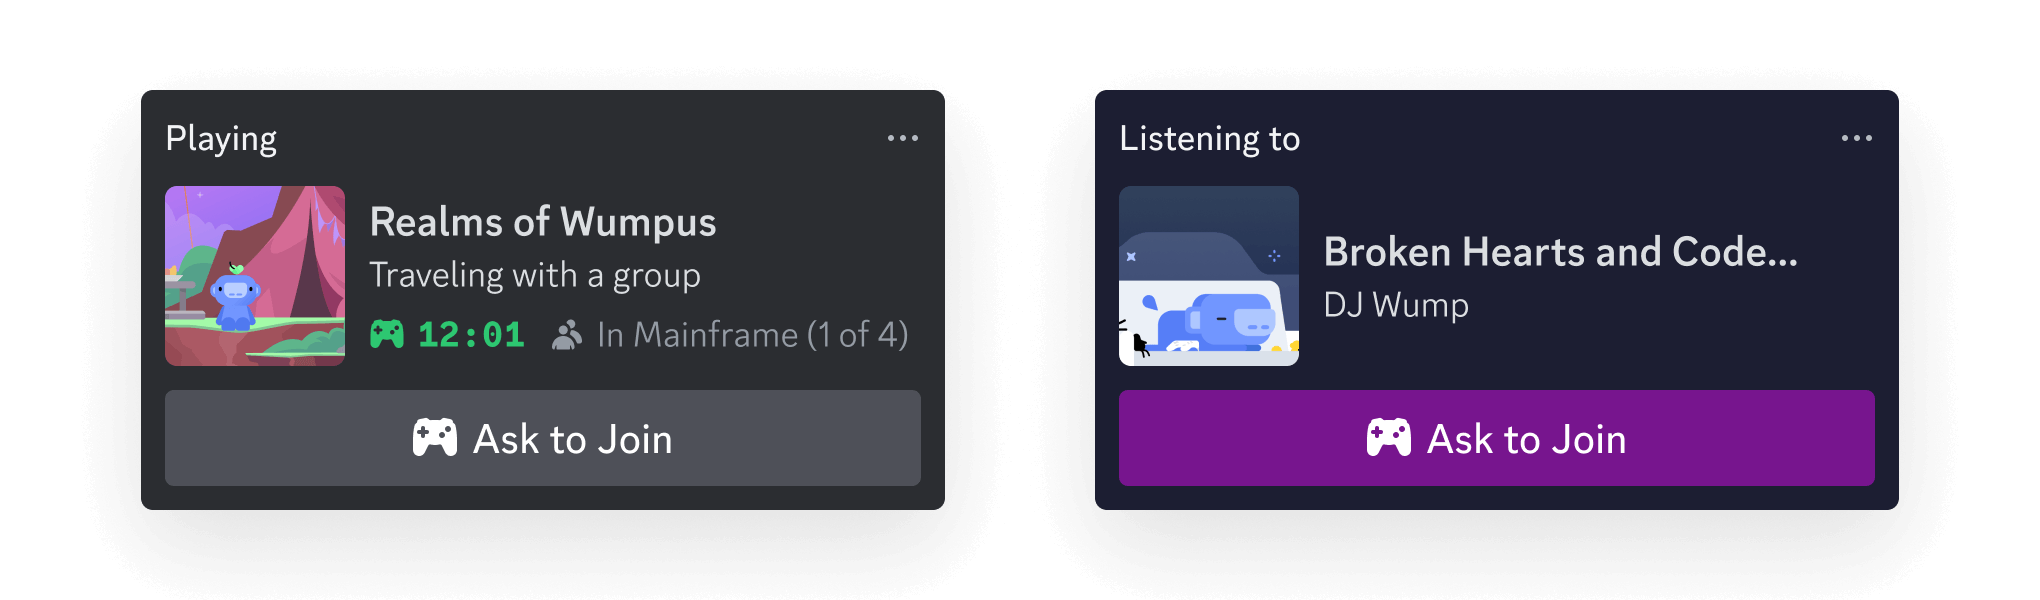 Playing
Realms of Wumpus
Traveling with a group
12:01 In Mainframe (1 of 4)
Ask to Join
Listening to
Broken Hearts and Code...
DJ Wump
Ask to Join